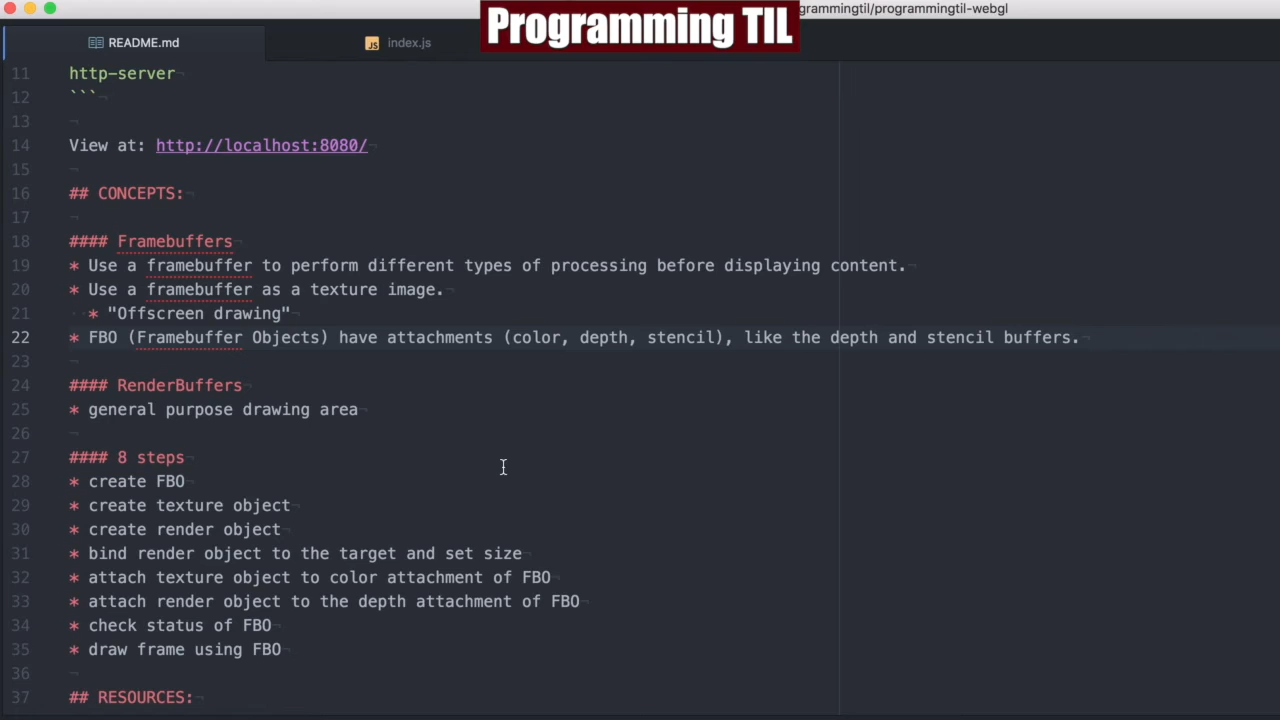 Programming TIL
grammingtil/programmingtil-webgl
README.md
index.js
11 http-server
12 ```
13
14 View at: http://localhost:8080/
15
16 ## CONCEPTS:
17
18 #### Framebuffers
19 * Use a framebuffer to perform different types of processing before displaying content.
20 * Use a framebuffer as a texture image.
21 * "Offscreen drawing"
22 * FBO (Framebuffer Objects) have attachments (color, depth, stencil), like the depth and stencil buffers.
23
24 #### RenderBuffers
25 * general purpose drawing area
26
27 #### 8 steps
28 * create FBO
29 * create texture object
30 * create render object
31 * bind render object to the target and set size
32 * attach texture object to color attachment of FBO
33 * attach render object to the depth attachment of FBO
34 * check status of FBO
35 * draw frame using FBO
36
37 ## RESOURCES: